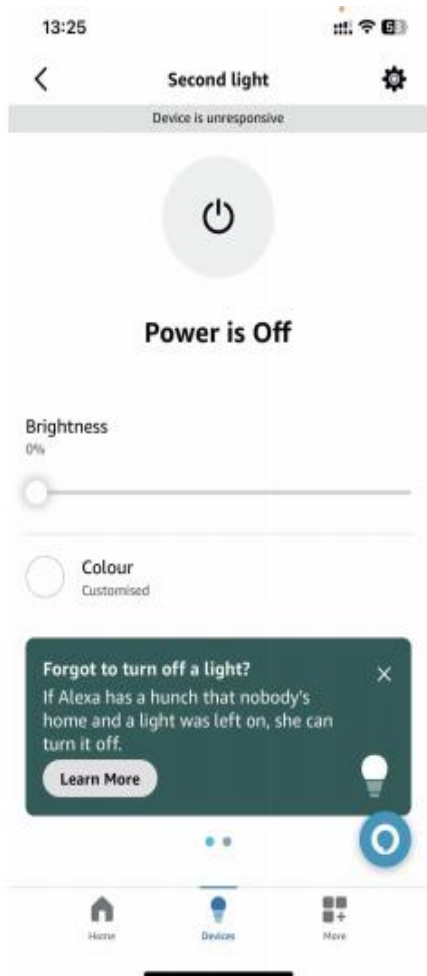 13:25
Second light
Device is unresponsive
Power is Off
Brightness
0%
Colour
Customised
Forgot to turn off a light?
If Alexa has a hunch that nobody's
home and a light was left on, she can
turn it off.
Learn More
Home
Devices
More